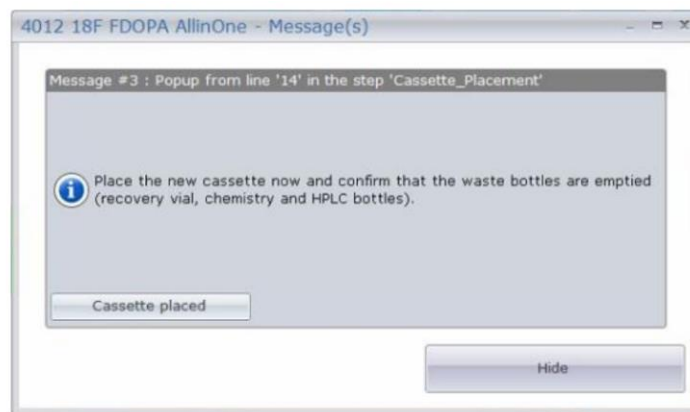 4012 18F FDOPA AllinOne - Message(s)
Message #3 : Popup from line '14' in the step 'Cassette_Placement'
Place the new cassette now and confirm that the waste bottles are emptied
(recovery vial, chemistry and HPLC bottles).
Cassette placed
Hide